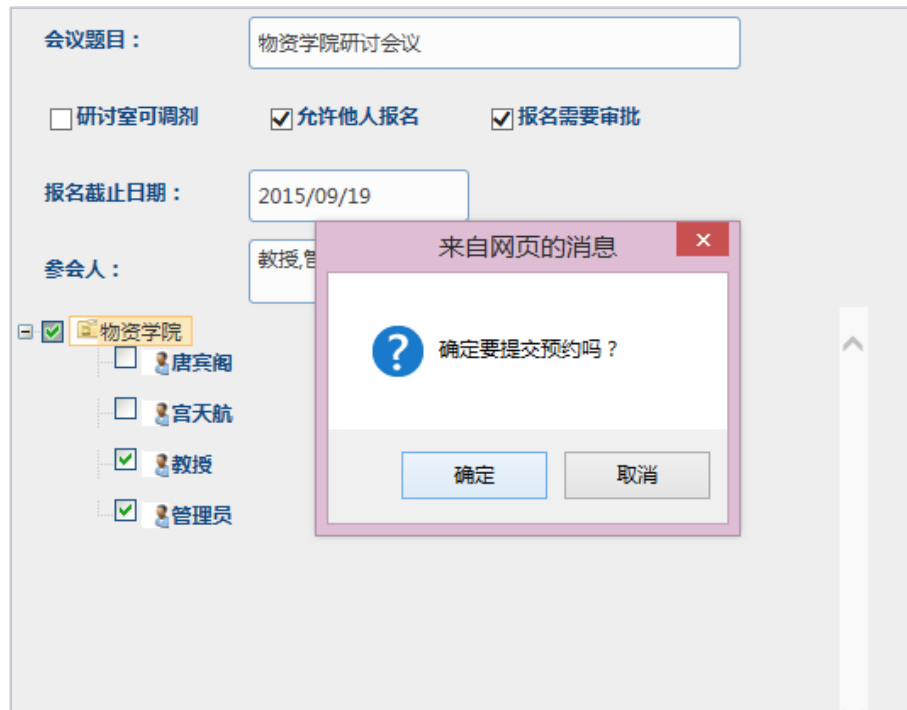 会议题目：
物资学院研讨会议
研讨室可调剂
允许他人报名
报名需要审批
报名截止日期：
2015/09/19
来自网页的消息
参会人：
教授,管
确定要提交预约吗？
确定
取消
物资学院
唐宾阁
宫天航
教授
管理员